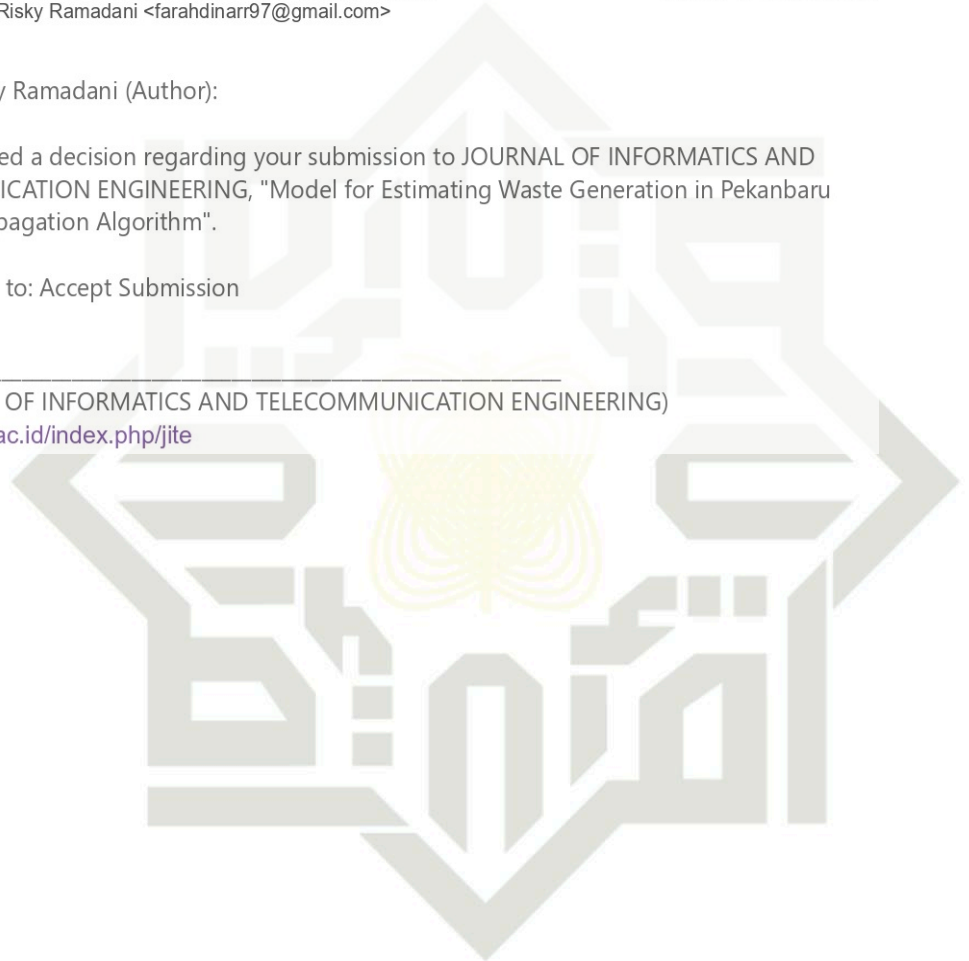 Risky Ramadani <farahdinarr97@gmail.com>
y Ramadani (Author):
ed a decision regarding your submission to JOURNAL OF INFORMATICS AND
ICATION ENGINEERING, "Model for Estimating Waste Generation in Pekanbaru
pagation Algorithm".
to: Accept Submission
OF INFORMATICS AND TELECOMMUNICATION ENGINEERING)
ac.id/index.php/jite